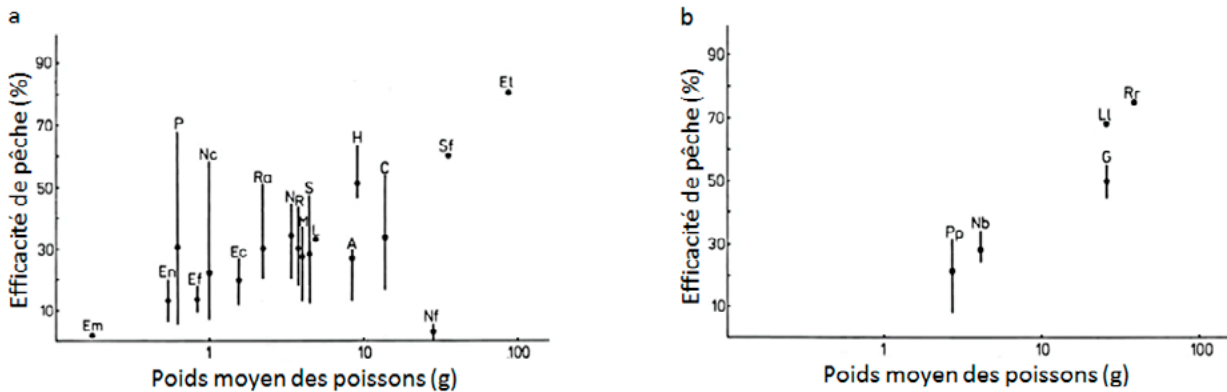 a
Efficacité de pêche (%)
90
70
50
30
10
Em
En
P
Ef
Nc
Ec
Ra
N
R
M
S
L
A
H
C
Nf
Sf
El
1
10
100
Poids moyen des poissons (g)
b
Efficacité de pêche (%)
90
70
50
30
10
Pp
Nb
G
Ll
Rr
1
10
100
Poids moyen des poissons (g)